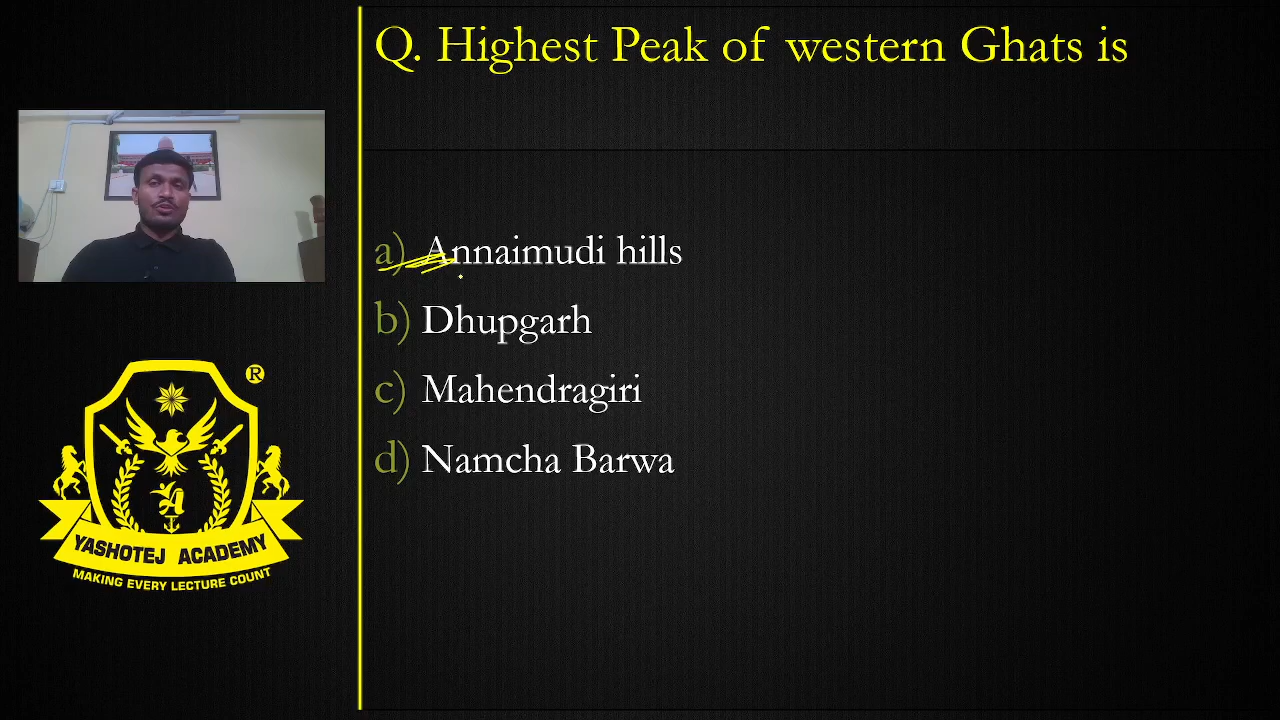 Q. Highest Peak of western Ghats is
a) Annaimudi hills
b) Dhupgarh
c) Mahendragiri
d) Namcha Barwa
®
A
YASHOTEJ ACADEMY
MAKING EVERY LECTURE COUNT